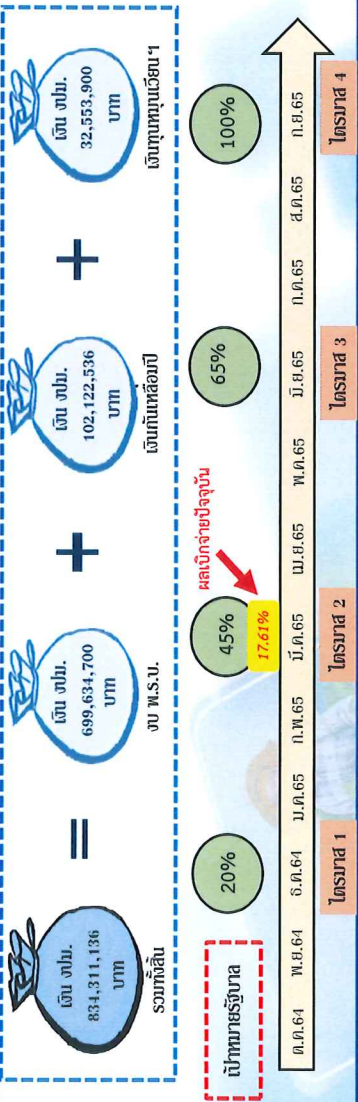 เงิน งปม.
834,311,136
บาท
รวมทั้งสิ้น
=
เงิน งปม.
699,634,700
บาท
งบ พ.ร.บ.
+
เงิน งปม.
102,122,536
บาท
เงินกันเหลื่อมปี
+
เงิน งปม.
32,553,900
บาท
เงินทุนหมุนเวียนฯ
เป้าหมายรัฐบาล
20%
45%
65%
100%
ผลเบิกจ่ายปัจจุบัน
17.61%
ต.ค.64 พ.ย.64 ธ.ค.64 ม.ค.65 ก.พ.65 มี.ค.65 เม.ย.65 พ.ค.65 มิ.ย.65 ก.ค.65 ส.ค.65 ก.ย.65
ไตรมาส 1 ไตรมาส 2 ไตรมาส 3 ไตรมาส 4